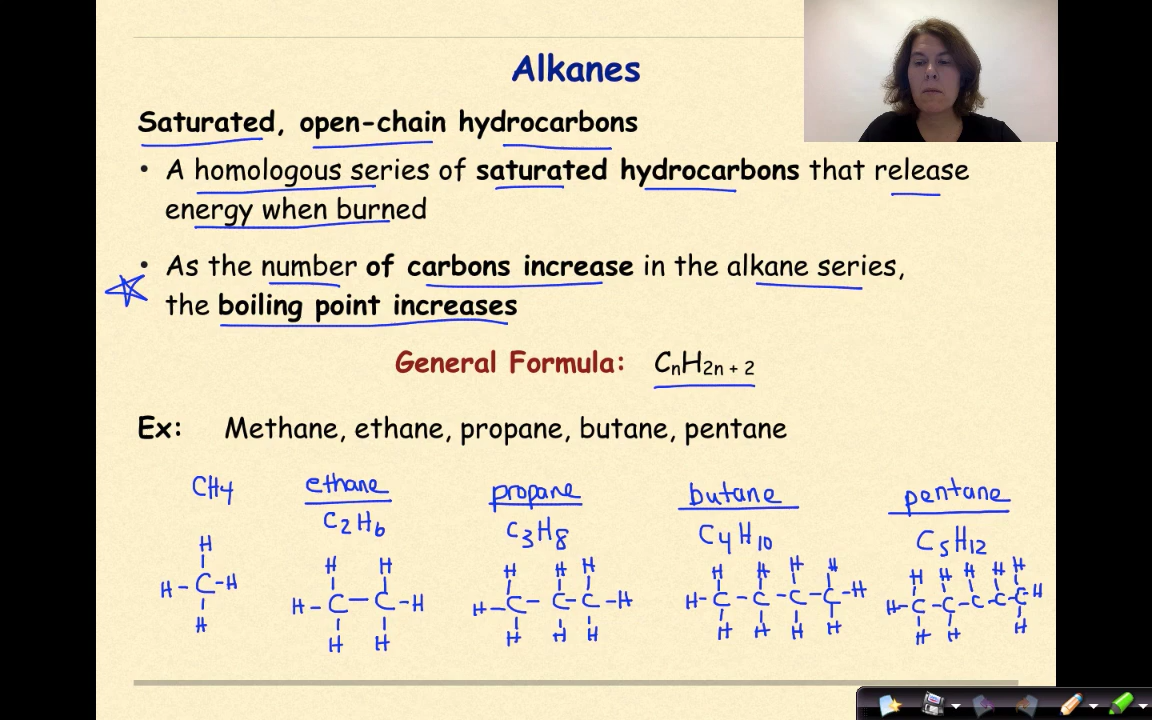 Alkanes
Saturated, open-chain hydrocarbons
• A homologous series of saturated hydrocarbons that release
energy when burned
• As the number of carbons increase in the alkane series,
the boiling point increases
General Formula: CnH2n + 2
Ex: Methane, ethane, propane, butane, pentane
CH4 ethane propane butane pentane
C2H6 C3H8 C4H10 C5H12
H H H H H H H H H H H H H H H H
H-C-H H-C-C-H H-C-C-C-H H-C-C-C-C-H H-C-C-C-C-C-H
H H H H H H H H H H H H H